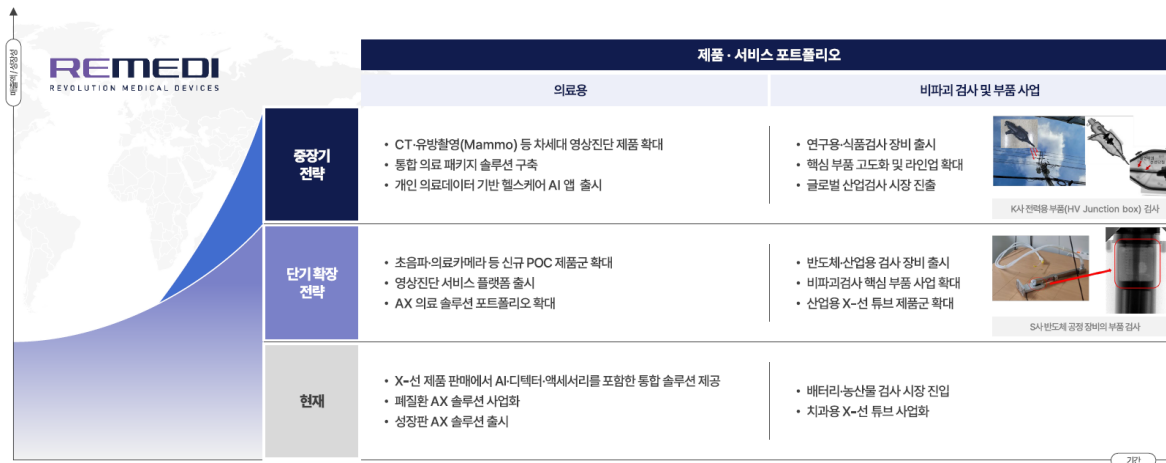 매출액/성장성
REMEDI
REVOLUTION MEDICAL DEVICES
제품·서비스 포트폴리오
의료용
비파괴 검사 및 부품 사업
중장기
전략
• CT·유방촬영(Mammo) 등 차세대 영상진단 제품 확대
• 통합 의료 패키지 솔루션 구축
• 개인 의료데이터 기반 헬스케어 AI 앱 출시
• 연구용·식품검사 장비 출시
• 핵심 부품 고도화 및 라인업 확대
• 글로벌 산업검사 시장 진출
K사 전력용 부품(HV Junction box) 검사
단기 확장
전략
• 초음파·의료카메라 등 신규 POC 제품군 확대
• 영상진단 서비스 플랫폼 출시
• AX 의료 솔루션 포트폴리오 확대
• 반도체·산업용 검사 장비 출시
• 비파괴검사 핵심 부품 사업 확대
• 산업용 X-선 튜브 제품군 확대
S사 반도체 공정 장비의 부품 검사
현재
• X-선 제품 판매에서 AI·디텍터·액세서리를 포함한 통합 솔루션 제공
• 폐질환 AX 솔루션 사업화
• 성장판 AX 솔루션 출시
• 배터리·농산물 검사 시장 진입
• 치과용 X-선 튜브 사업화
기간